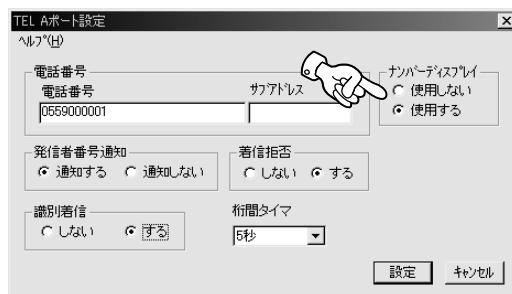 TEL Aポート設定
ヘルプ(H)
電話番号
電話番号 サブアドレス
0559000001
ナンバーディスプレイ
使用しない
使用する
発信者番号通知
通知する 通知しない
着信拒否
しない する
識別着信
しない する
桁間タイマ
5秒
設定 キャンセル